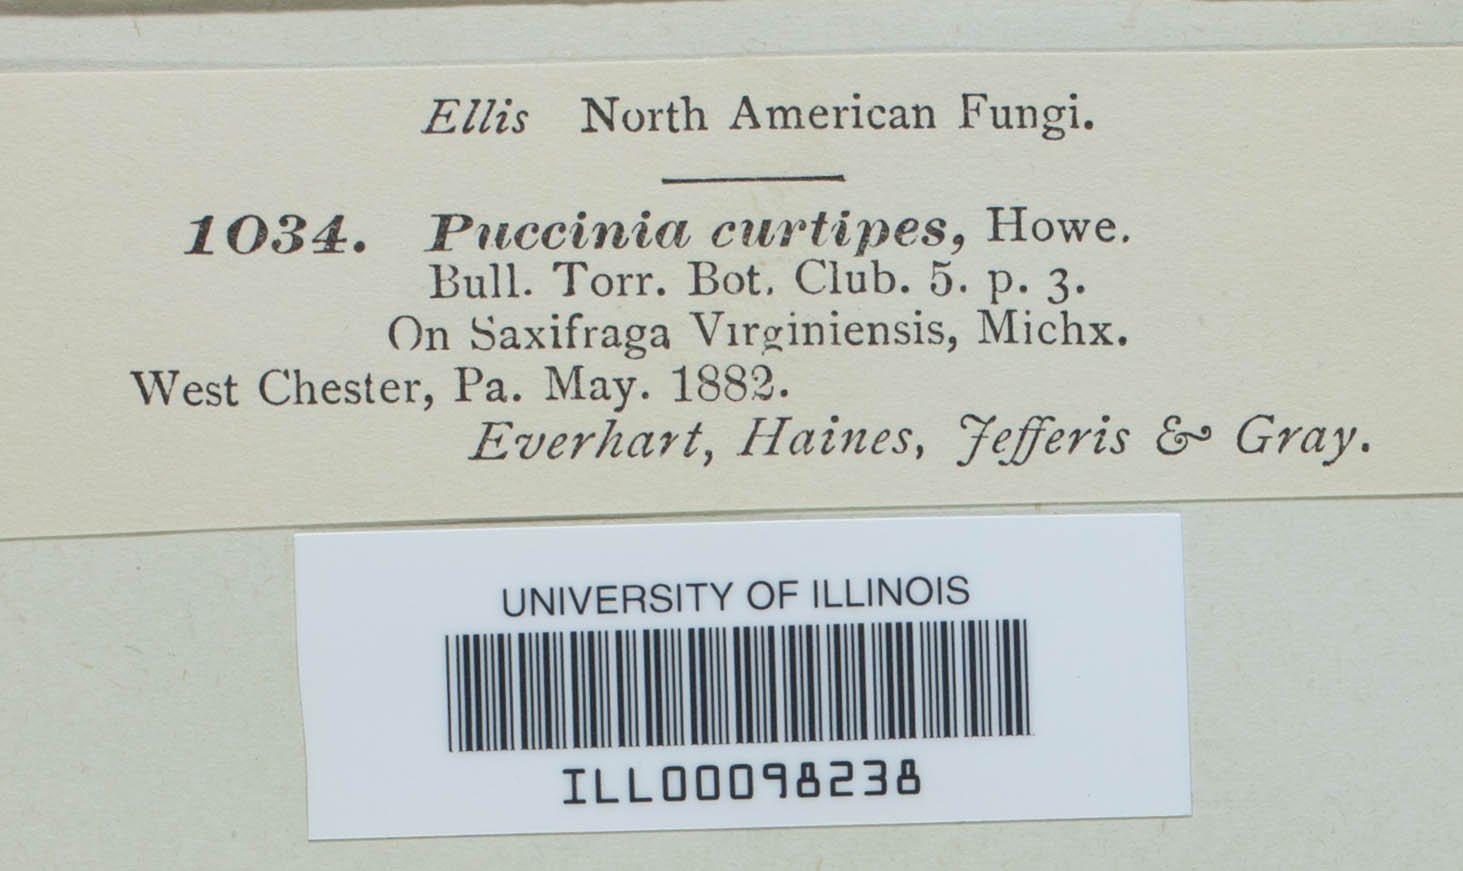 Ellis North American Fungi.
1034. Puccinia curtipes, Howe.
Bull. Torr. Bot. Club. 5. p. 3.
On Saxifraga Virginiensis, Michx.
West Chester, Pa. May. 1882.
Everhart, Haines, Jefferis & Gray.
UNIVERSITY OF ILLINOIS
ILL00098238